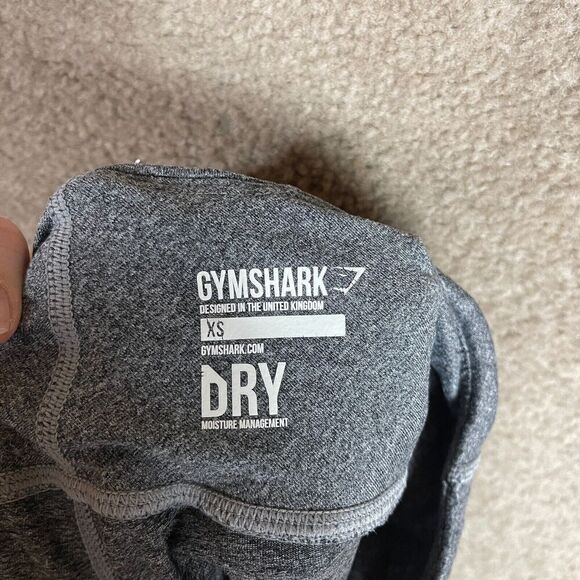 GYMSHARK
DESIGNED IN THE UNITED KINGDOM
XS
GYMSHARK.COM
DRY
MOISTURE MANAGEMENT